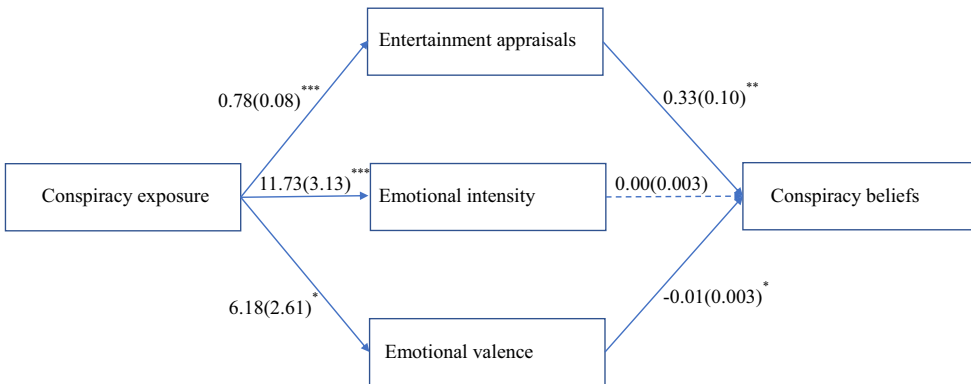 Entertainment appraisals
0.78(0.08)***
0.33(0.10)**
Conspiracy exposure
11.73(3.13)***
Emotional intensity
0.00(0.003)
Conspiracy beliefs
6.18(2.61)*
-0.01(0.003)*
Emotional valence